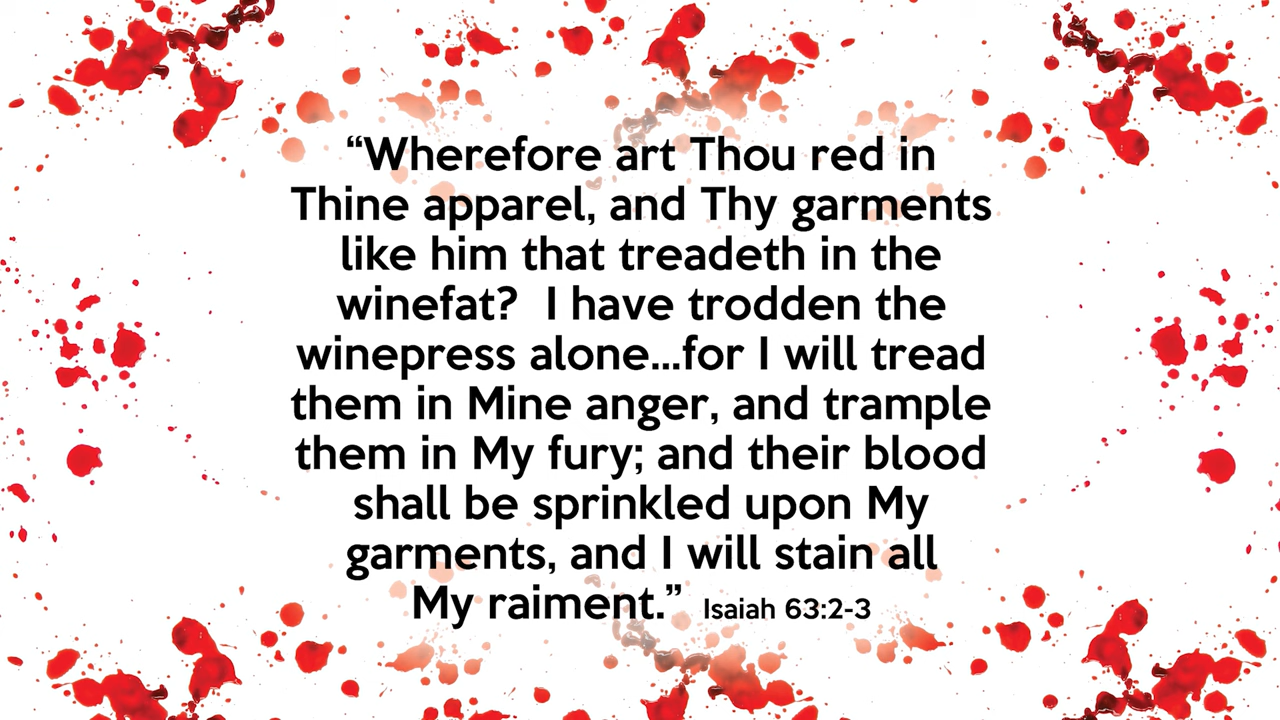 “Wherefore art Thou red in
Thine apparel, and Thy garments
like him that treadeth in the
winefat?  I have trodden the
winepress alone...for I will tread
them in Mine anger, and trample
them in My fury; and their blood
shall be sprinkled upon My
garments, and I will stain all
My raiment.”  Isaiah 63:2-3